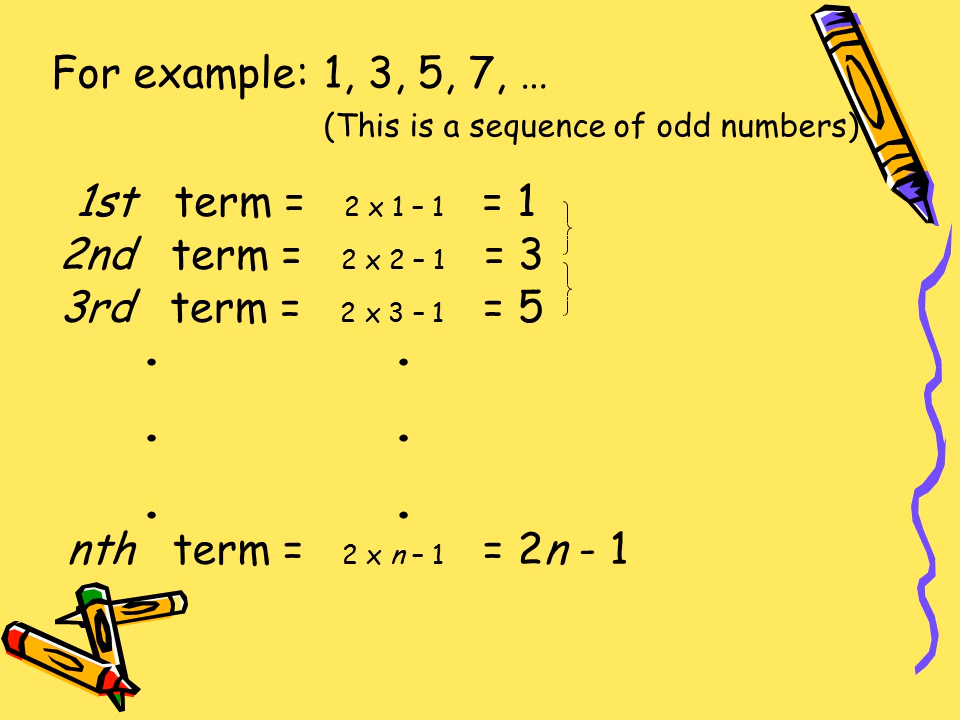 For example: 1, 3, 5, 7, …
(This is a sequence of odd numbers)
1st term = 2 x 1 – 1 = 1
2nd term = 2 x 2 – 1 = 3
3rd term = 2 x 3 – 1 = 5
. .
. .
. .
nth term = 2 x n – 1 = 2n - 1